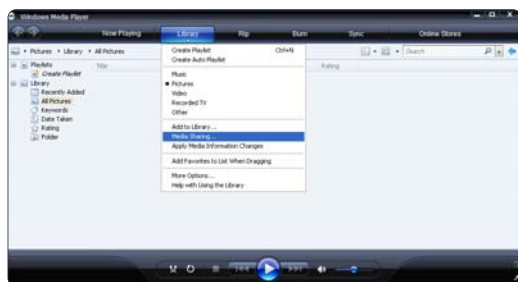 Windows Media Player
Now Playing
Library
Rip
Burn
Sync
Online Stores
Pictures
Library
All Pictures
Search
Create Playlist Ctrl+N
Create Auto Playlist
Music
Pictures
Video
Recorded TV
Other
Add to Library...
Media Sharing...
Apply Media Information Changes
Add Favorites to List When Dragging
More Options...
Help with Using the Library
Playlists
Create Playlist
Library
Recently Added
All Pictures
Keywords
Date Taken
Rating
Folder
Title
Rating